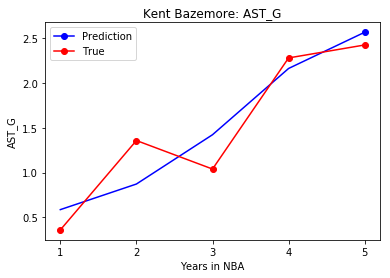 Kent Bazemore: AST_G
Prediction
True
AST_G
2.5
2.0
1.5
1.0
0.5
1 2 3 4 5
Years in NBA